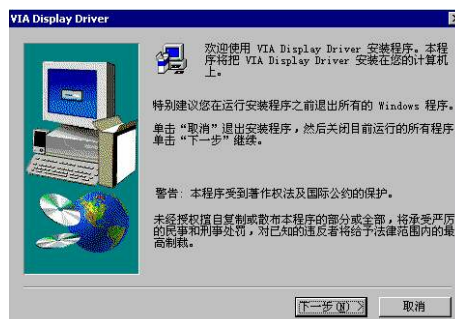 VIA Display Driver
欢迎使用 VIA Display Driver 安装程序。本程
序将把 VIA Display Driver 安装在您的计算机
上。
特别建议您在运行安装程序之前退出所有的 Windows 程序。
单击“取消”退出安装程序，然后关闭目前运行的所有程序
单击“下一步”继续。
警告: 本程序受到著作权法及国际公约的保护。
未经授权擅自复制或散布本程序的部分或全部，将承受严厉
的民事和刑事处罚，对已知的违反者将给予法律范围内的最
高制裁。
下一步(N) >
取消